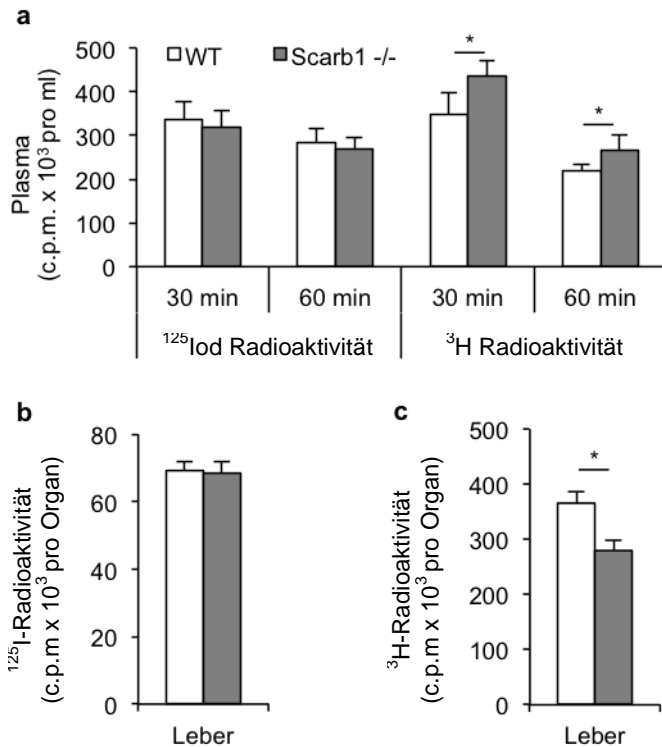 a
WT Scarb1 -/-
Plasma
(c.p.m. x 10³ pro ml)
500
400
300
200
100
0
* *
30 min 60 min 30 min 60 min
¹²⁵Iod Radioaktivität ³H Radioaktivität
b
¹²⁵I-Radioaktivität
(c.p.m x 10³ pro Organ)
80
60
40
20
0
Leber
c
³H-Radioaktivität
(c.p.m x 10³ pro Organ)
500
400
300
200
100
0
*
Leber